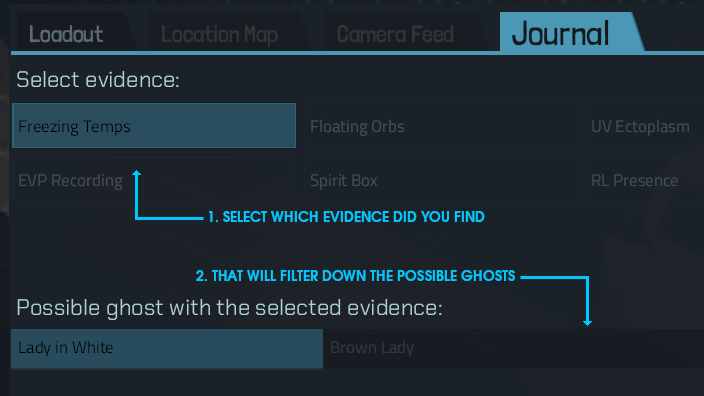 Loadout Location Map Camera Feed Journal
Select evidence:
Freezing Temps Floating Orbs UV Ectoplasm
EVP Recording Spirit Box RL Presence
1. SELECT WHICH EVIDENCE DID YOU FIND
2. THAT WILL FILTER DOWN THE POSSIBLE GHOSTS
Possible ghost with the selected evidence:
Lady in White Brown Lady